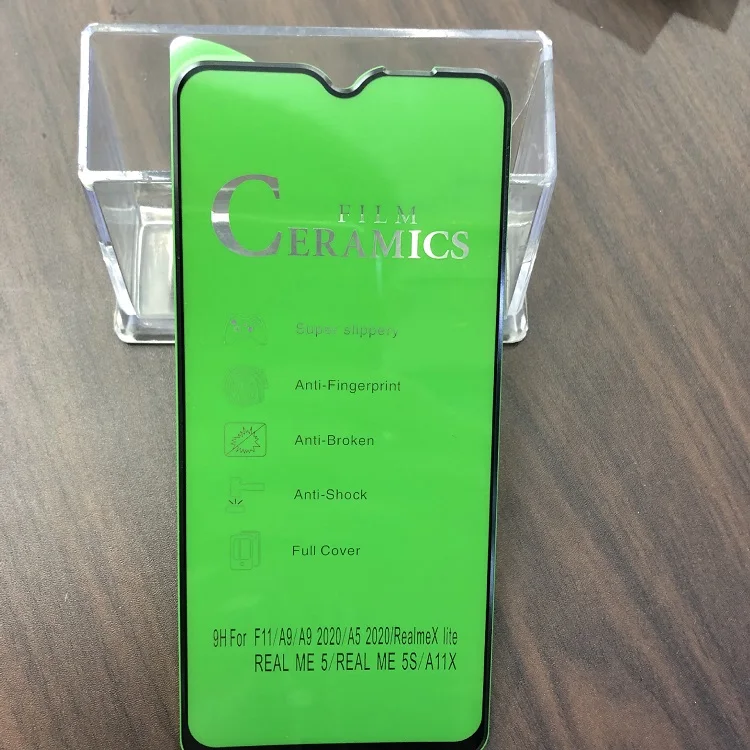 FILM
CERAMICS
Super slippery
Anti-Fingerprint
Anti-Broken
Anti-Shock
Full Cover
9H For F11/A9/A9 2020/A5 2020/RealmeX lite
REAL ME 5/REAL ME 5S/A11X